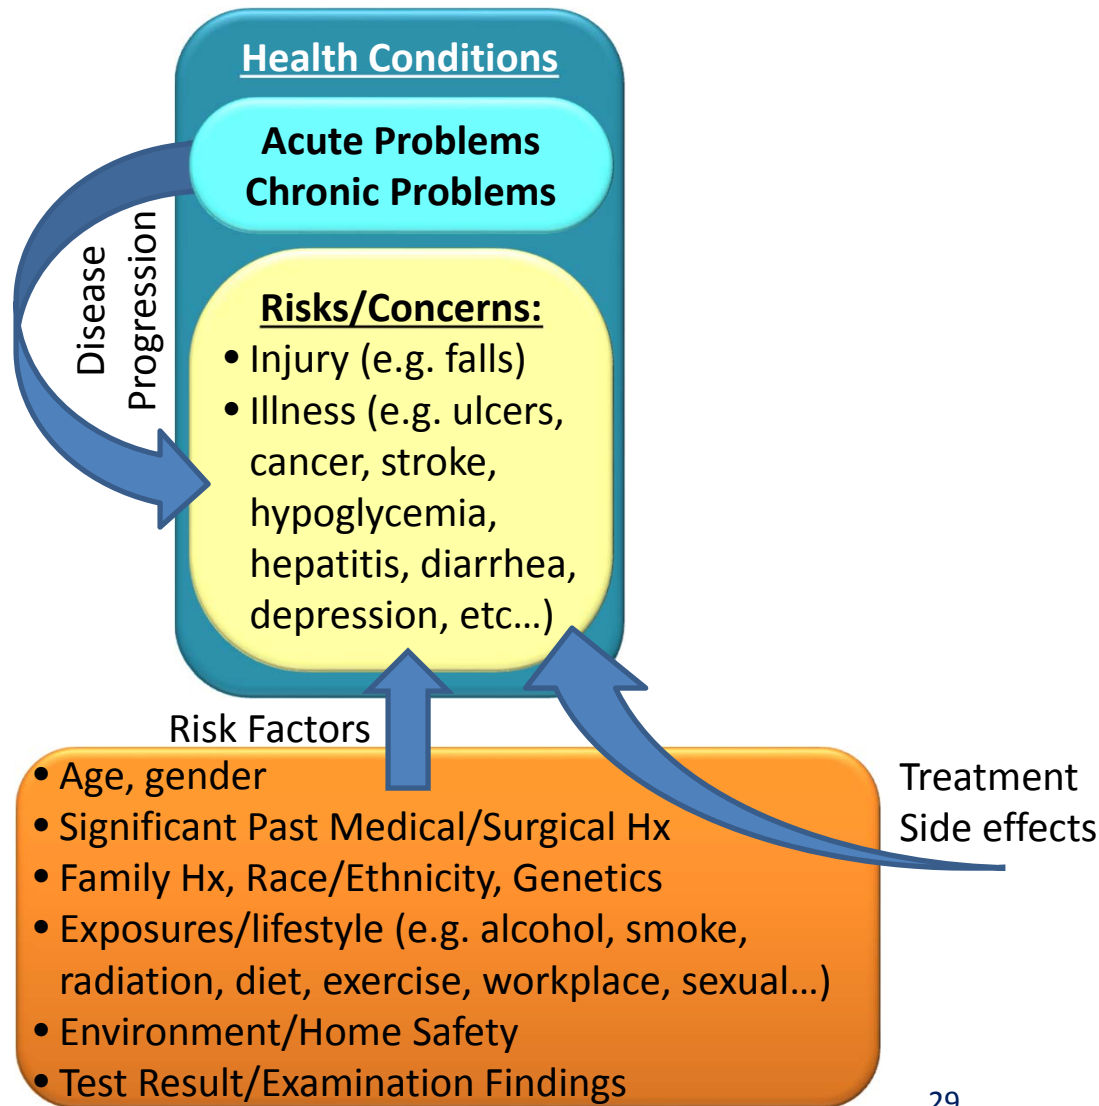 Health Conditions
Acute Problems
Chronic Problems
Disease
Progression
Risks/Concerns:
• Injury (e.g. falls)
• Illness (e.g. ulcers,
cancer, stroke,
hypoglycemia,
hepatitis, diarrhea,
depression, etc…)
Risk Factors
• Age, gender
• Significant Past Medical/Surgical Hx
• Family Hx, Race/Ethnicity, Genetics
• Exposures/lifestyle (e.g. alcohol, smoke,
radiation, diet, exercise, workplace, sexual…)
• Environment/Home Safety
• Test Result/Examination Findings
Treatment
Side effects
29